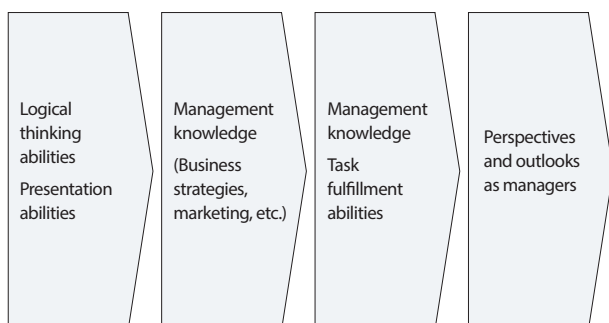 Logical
thinking
abilities
Presentation
abilities
Management
knowledge
(Business
strategies,
marketing, etc.)
Management
knowledge
Task
fulfillment
abilities
Perspectives
and outlooks
as managers